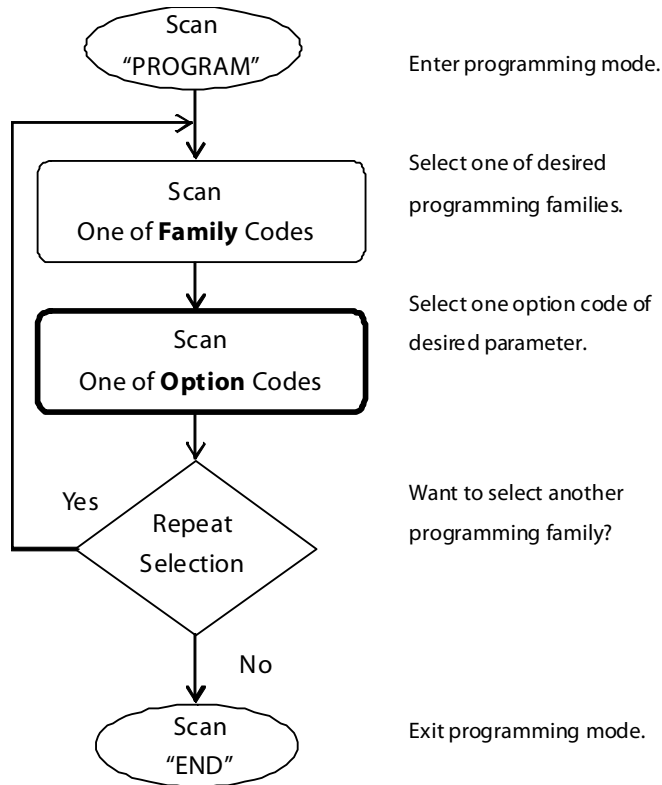 Scan
“PROGRAM”
Enter programming mode.
Scan
One of Family Codes
Select one of desired
programming families.
Scan
One of Option Codes
Select one option code of
desired parameter.
Yes
Repeat
Selection
Want to select another
programming family?
No
Scan
“END”
Exit programming mode.